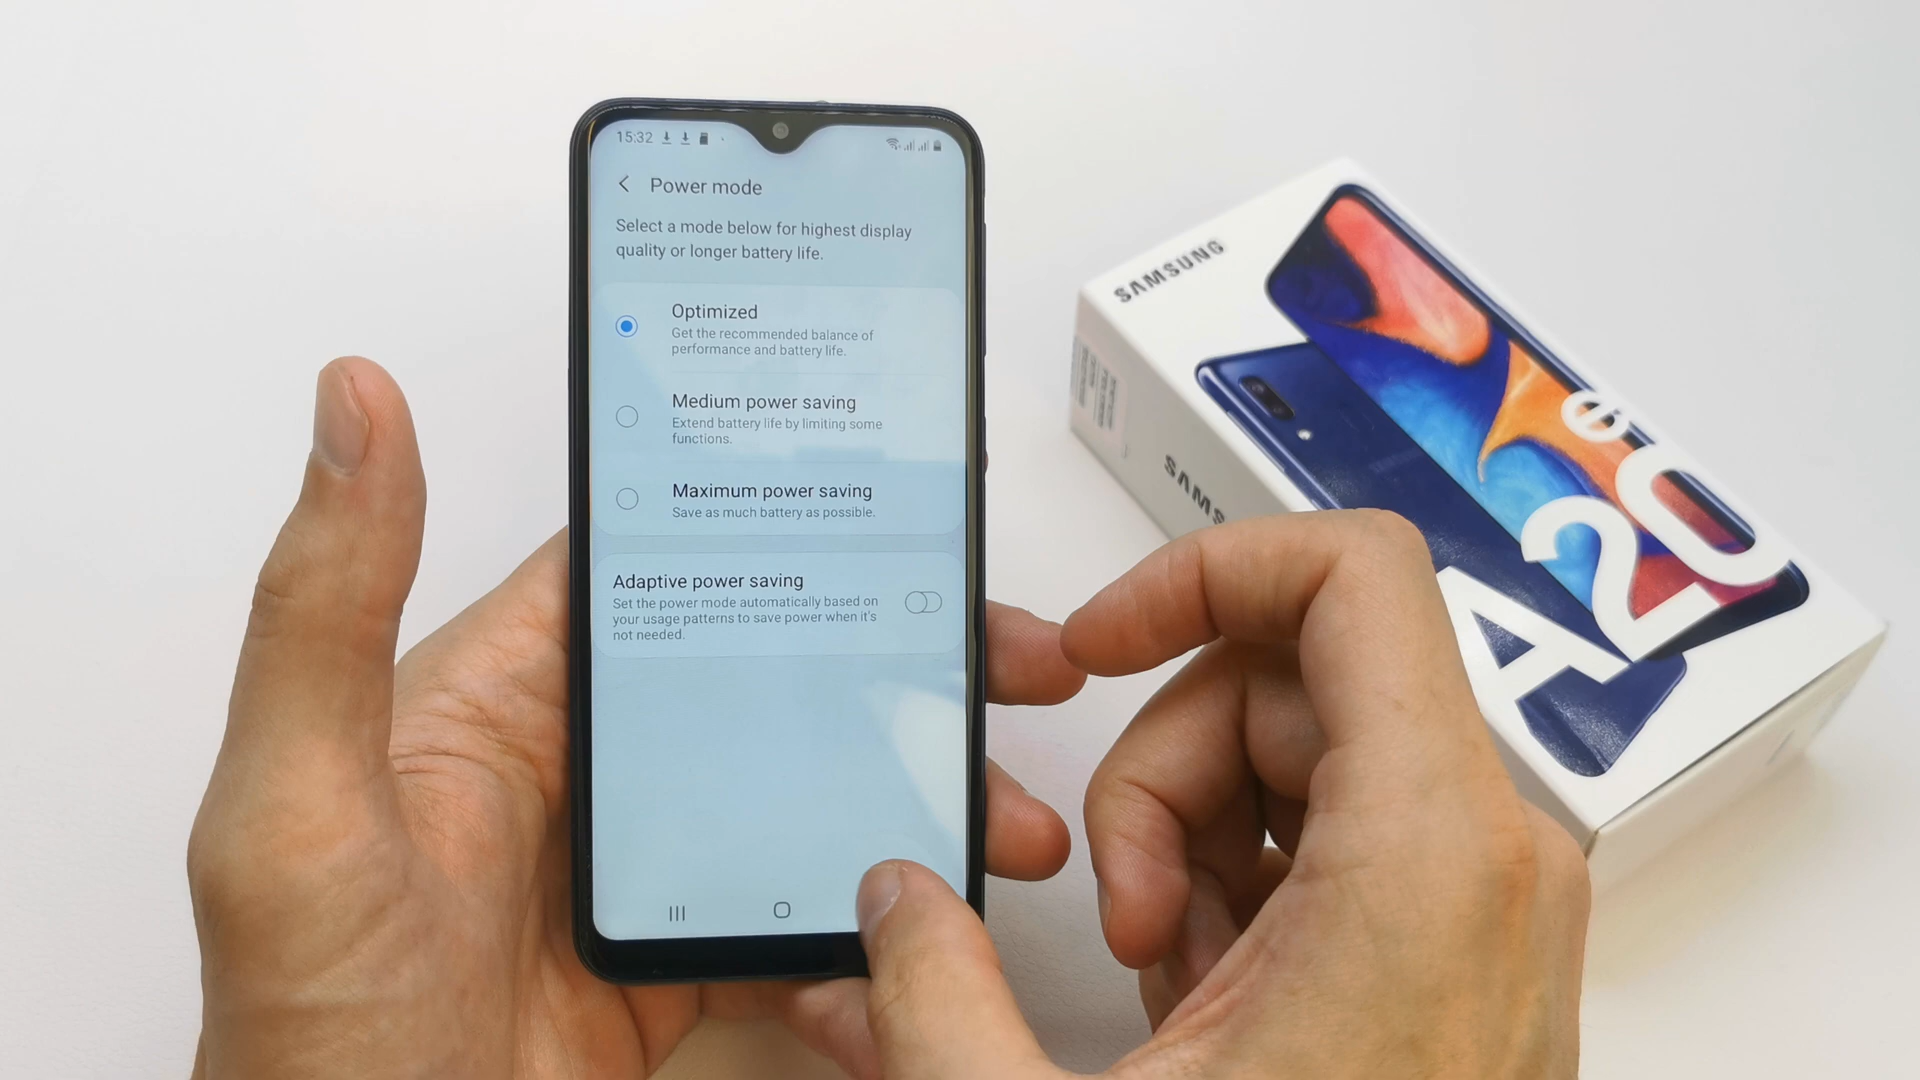 15:32
Power mode
Select a mode below for highest display
quality or longer battery life.
Optimized
Get the recommended balance of
performance and battery life.
Medium power saving
Extend battery life by limiting some
functions.
Maximum power saving
Save as much battery as possible.
Adaptive power saving
Set the power mode automatically based on
your usage patterns to save power when it's
not needed.
SAMSUNG
SAMS
A20e